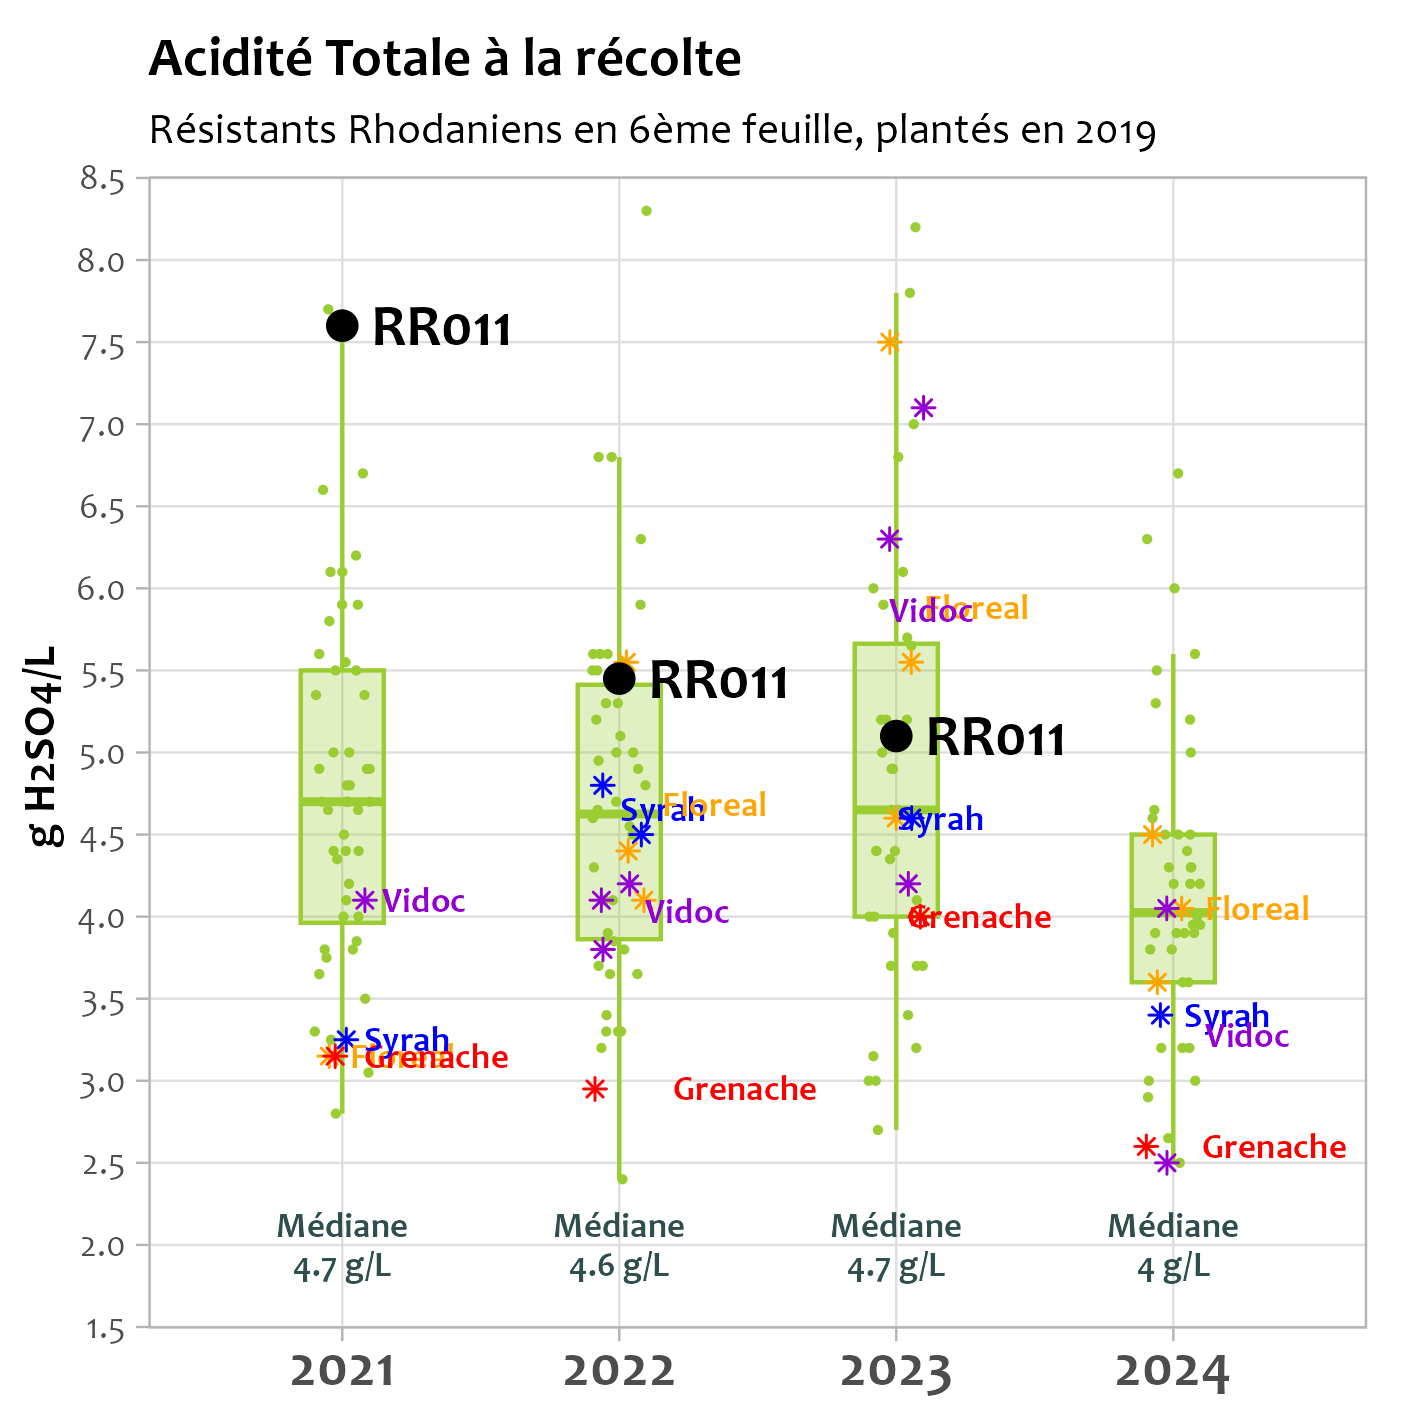 Acidité Totale à la récolte
Résistants Rhodaniens en 6ème feuille, plantés en 2019
g H2SO4/L
8.5
8.0
7.5
7.0
6.5
6.0
5.5
5.0
4.5
4.0
3.5
3.0
2.5
2.0
1.5
RR011
Vidoc
Syrah
Floreal
Grenache
Médiane
4.7 g/L
2021
RR011
Syrah
Floreal
Vidoc
Grenache
Médiane
4.6 g/L
2022
Vidoc
Floreal
RR011
Syrah
Grenache
Médiane
4.7 g/L
2023
Floreal
Syrah
Vidoc
Grenache
Médiane
4 g/L
2024